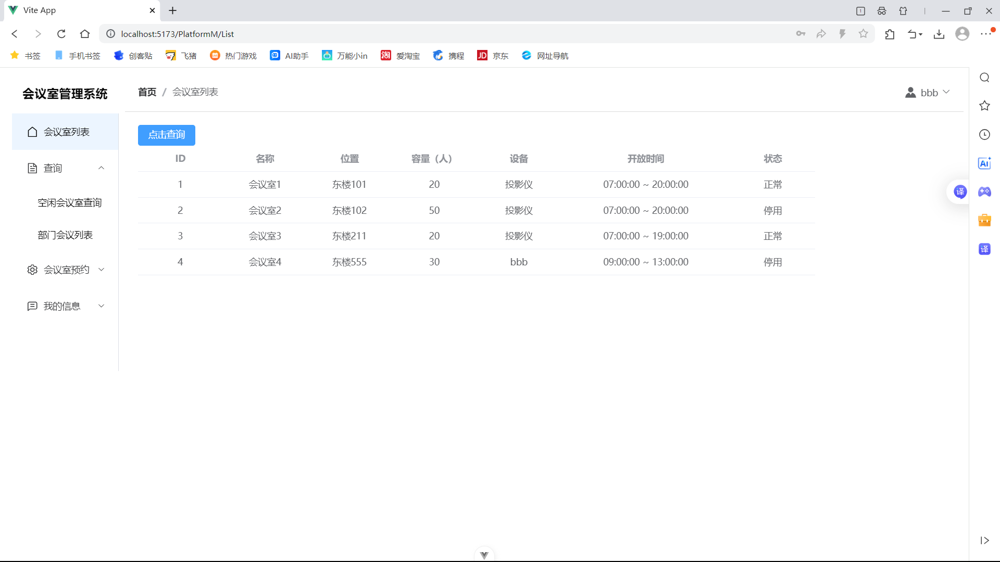 Vite App
1
localhost:5173/PlatformM/List
书签 手机书签 创客贴 飞猪 热门游戏 AI助手 万能小in 淘 爱淘宝 携程 JD 京东 网址导航
会议室管理系统
首页 / 会议室列表
bbb
会议室列表
查询
空闲会议室查询
部门会议列表
会议室预约
我的信息
点击查询
ID 名称 位置 容量（人） 设备 开放时间 状态
1 会议室1 东楼101 20 投影仪 07:00:00 ~ 20:00:00 正常
2 会议室2 东楼102 50 投影仪 07:00:00 ~ 20:00:00 停用
3 会议室3 东楼211 20 投影仪 07:00:00 ~ 19:00:00 正常
4 会议室4 东楼555 30 bbb 09:00:00 ~ 13:00:00 停用
AI
译
译